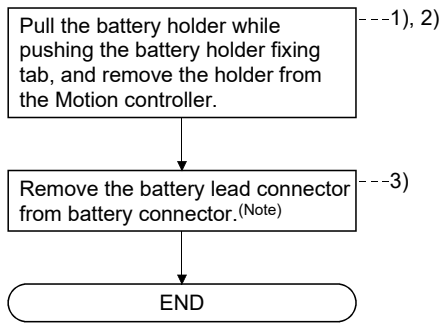 Pull the battery holder while
pushing the battery holder fixing
tab, and remove the holder from
the Motion controller.
1), 2)
Remove the battery lead connector
from battery connector.(Note)
3)
END